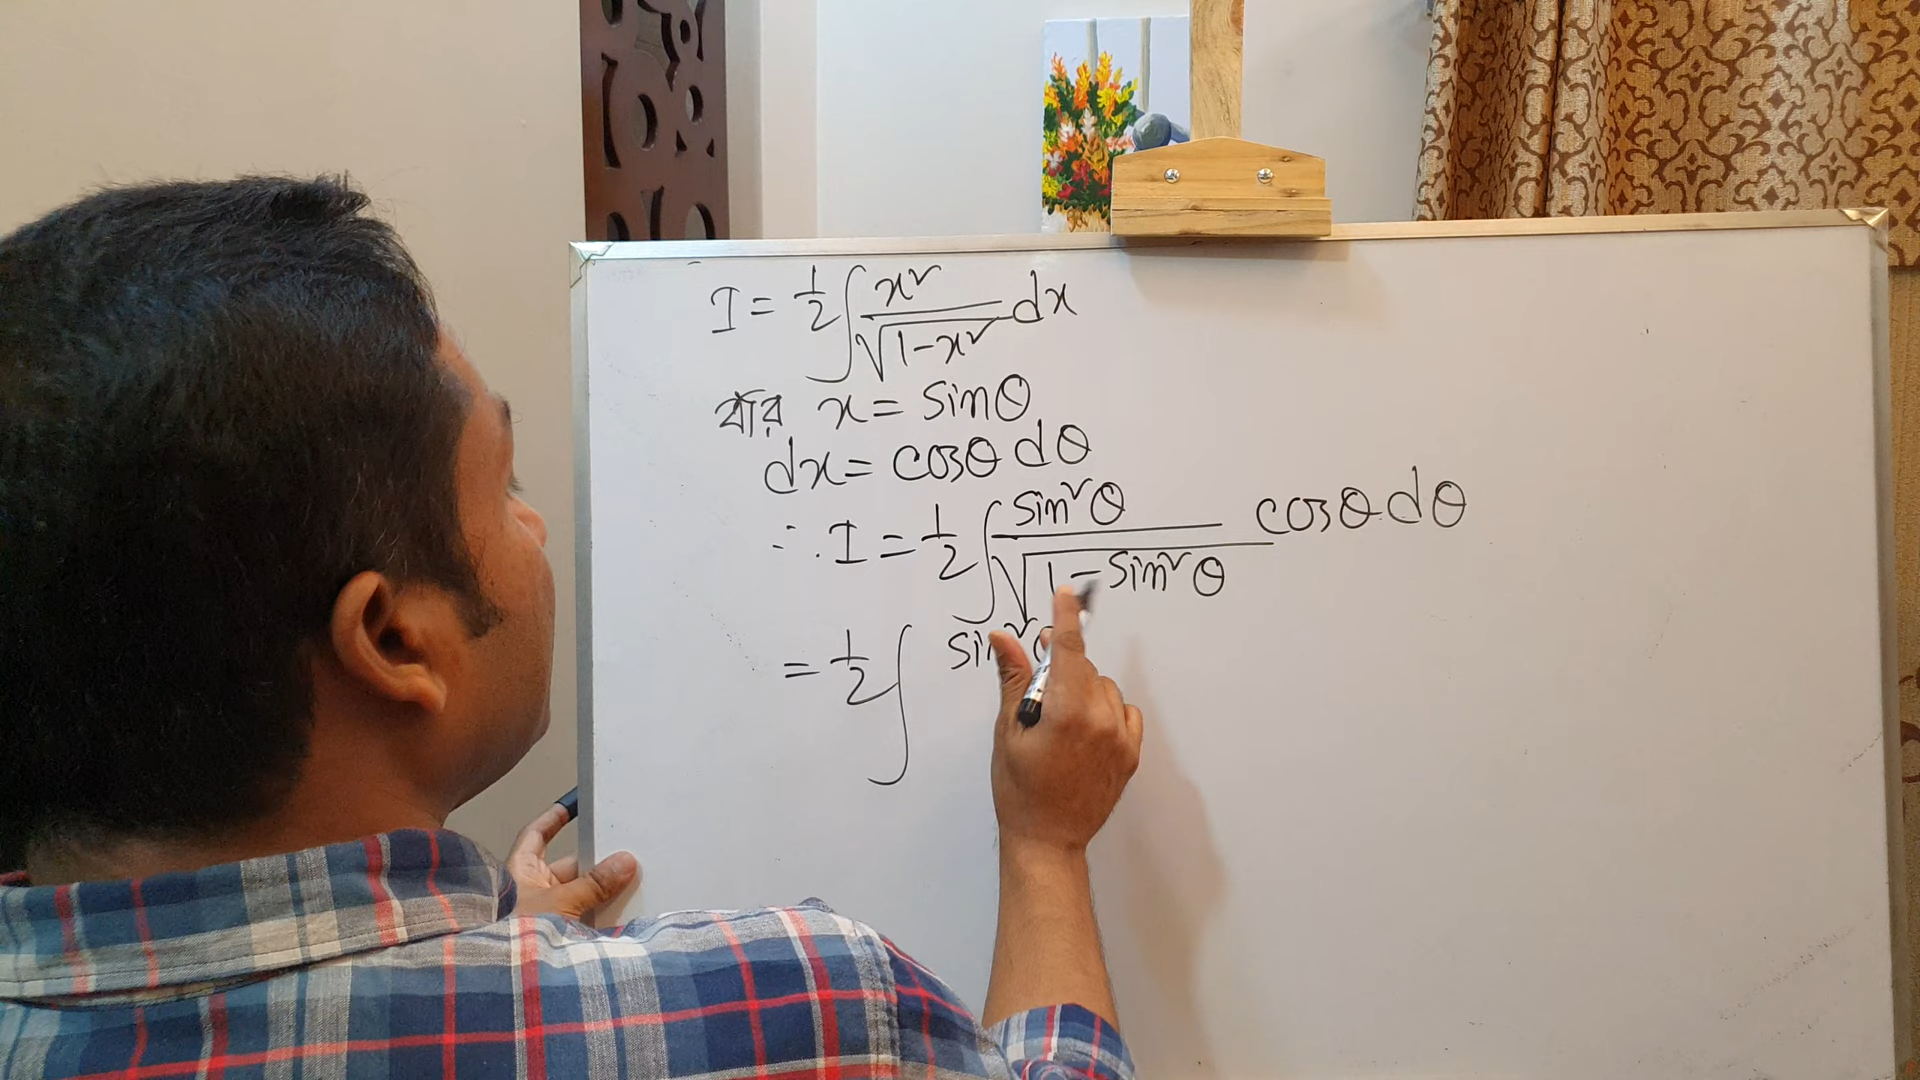 I = 1/2 ∫ x²/√(1-x²) dx
ধরি x = sinθ
dx = cosθ dθ
∴ I = 1/2 ∫ sin²θ/√(1-sin²θ) cosθ dθ
= 1/2 ∫ sin²θ